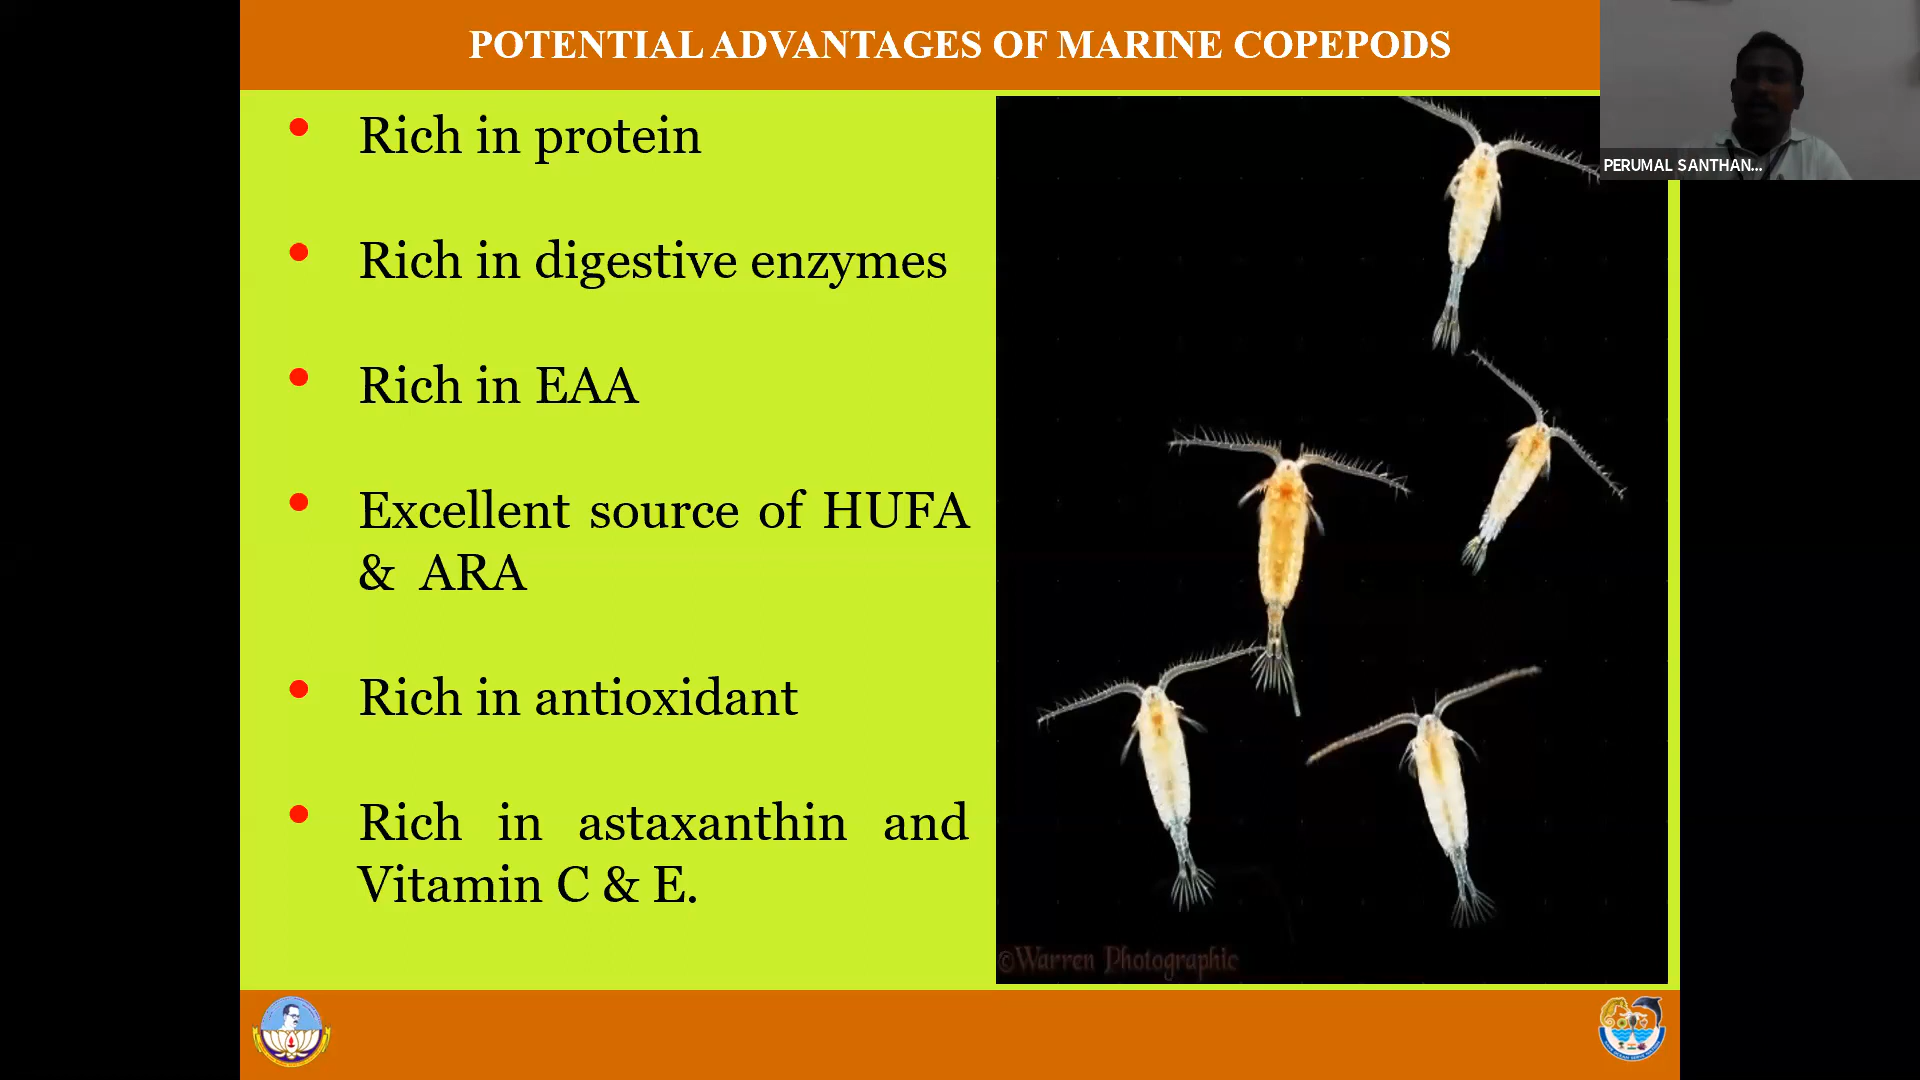 POTENTIAL ADVANTAGES OF MARINE COPEPODS
PERUMAL SANTHAN...
• Rich in protein
• Rich in digestive enzymes
• Rich in EAA
• Excellent source of HUFA
& ARA
• Rich in antioxidant
• Rich in astaxanthin and
Vitamin C & E.
©Warren Photographic